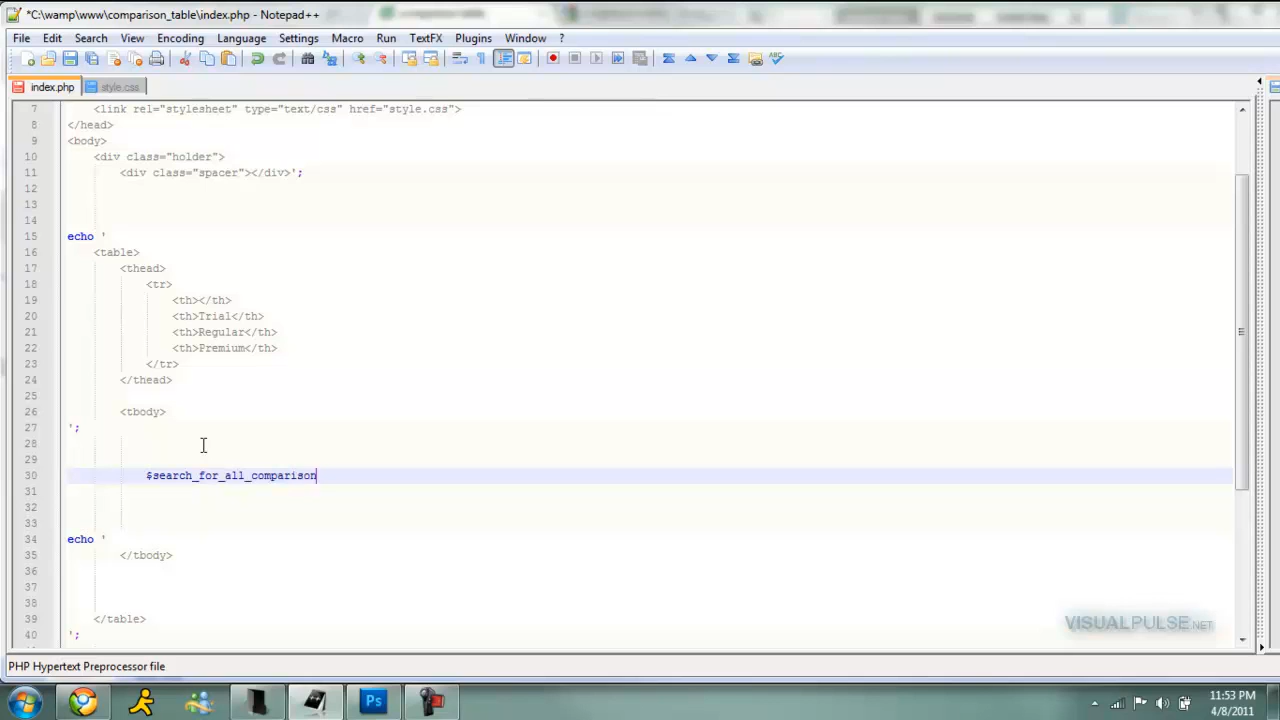 *C:\wamp\www\comparison_table\index.php - Notepad++
File Edit Search View Encoding Language Settings Macro Run TextFX Plugins Window ?
index.php style.css
7 <link rel="stylesheet" type="text/css" href="style.css">
8 </head>
9 <body>
10 <div class="holder">
11 <div class="spacer"></div>';
12
13
14
15 echo '
16 <table>
17 <thead>
18 <tr>
19 <th></th>
20 <th>Trial</th>
21 <th>Regular</th>
22 <th>Premium</th>
23 </tr>
24 </thead>
25
26 <tbody>
27 ';
28
29
30 $search_for_all_comparison
31
32
33
34 echo '
35 </tbody>
36
37
38
39 </table>
40 ';
VISUALPULSE.NET
PHP Hypertext Preprocessor file
Ps
11:53 PM
4/8/2011